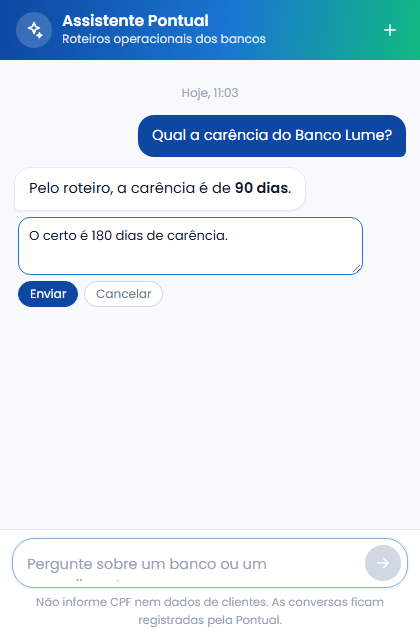 Assistente Pontual
Roteiros operacionais dos bancos
Hoje, 11:03
Qual a carência do Banco Lume?
Pelo roteiro, a carência é de 90 dias.
O certo é 180 dias de carência.
Enviar
Cancelar
Pergunte sobre um banco ou um
Não informe CPF nem dados de clientes. As conversas ficam
registradas pela Pontual.